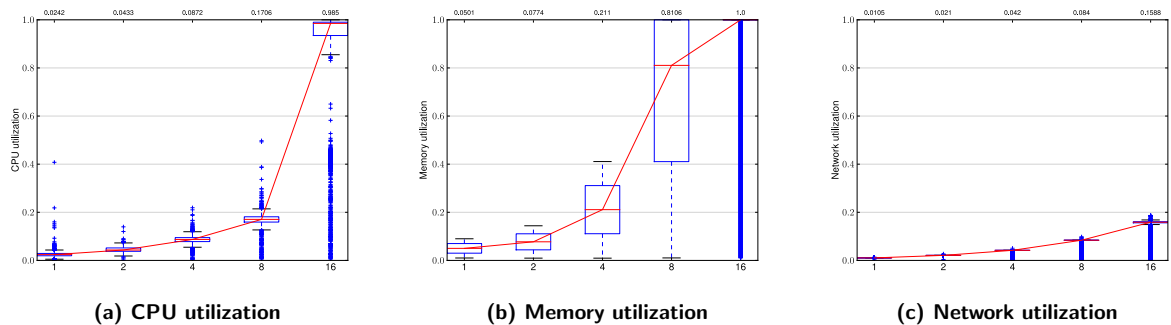 0.0242 0.0433 0.0872 0.1706 0.985
1.0
0.8
0.6
0.4
0.2
0.0
CPU utilization
1 2 4 8 16
(a) CPU utilization
0.0501 0.0774 0.211 0.8106 1.0
1.0
0.8
0.6
0.4
0.2
0.0
Memory utilization
1 2 4 8 16
(b) Memory utilization
0.0105 0.021 0.042 0.084 0.1588
1.0
0.8
0.6
0.4
0.2
0.0
Network utilization
1 2 4 8 16
(c) Network utilization